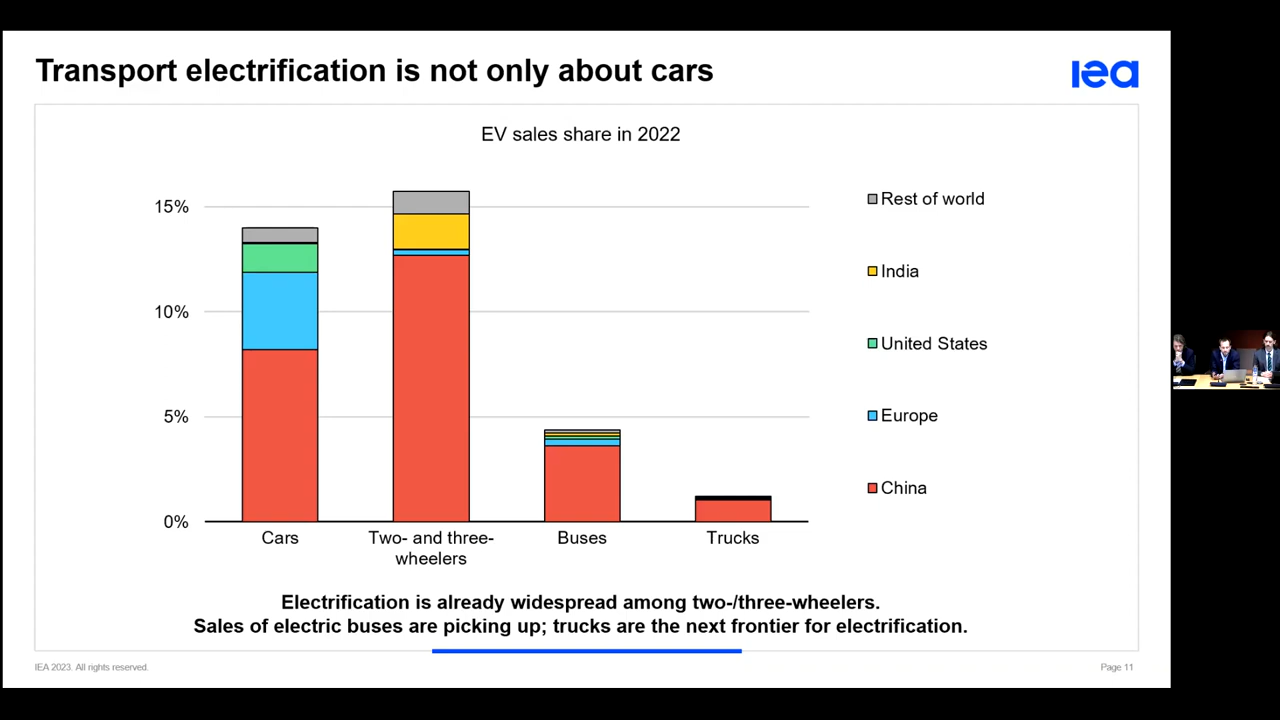 Transport electrification is not only about cars
iea
EV sales share in 2022
15%
10%
5%
0%
Cars
Two- and three-
wheelers
Buses
Trucks
Rest of world
India
United States
Europe
China
Electrification is already widespread among two-/three-wheelers.
Sales of electric buses are picking up; trucks are the next frontier for electrification.
IEA 2023. All rights reserved.
Page 11